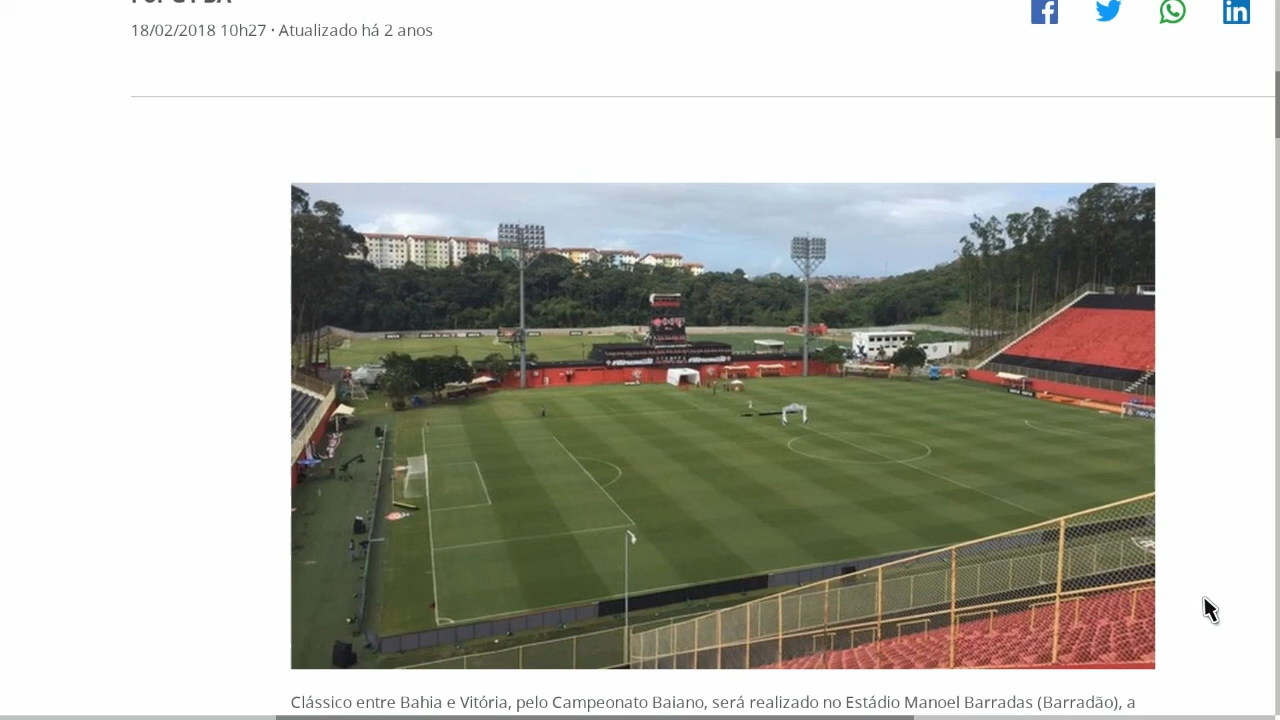 18/02/2018 10h27 · Atualizado há 2 anos
Clássico entre Bahia e Vitória, pelo Campeonato Baiano, será realizado no Estádio Manoel Barradas (Barradão), a